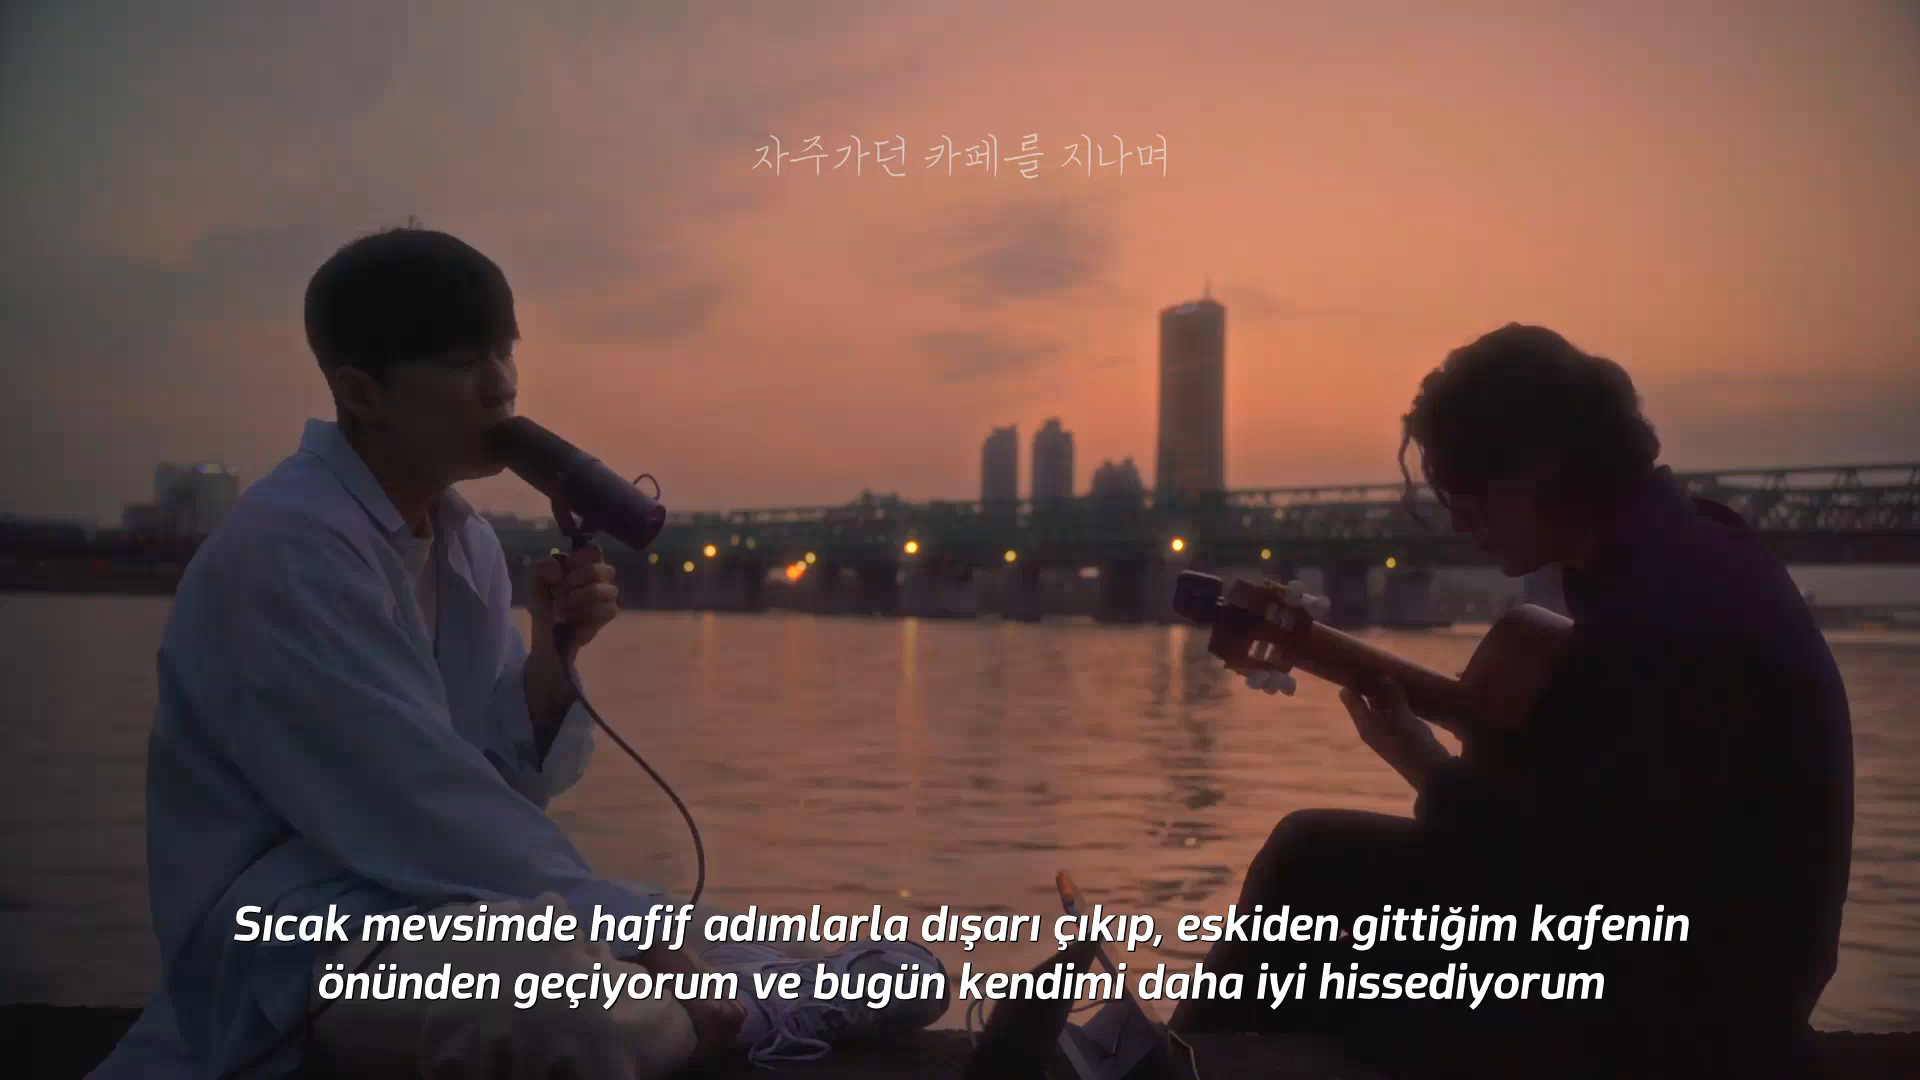 자주가던 카페를 지나며
Sıcak mevsimde hafif adımlarla dışarı çıkıp, eskiden gittiğim kafenin
önünden geçiyorum ve bugün kendimi daha iyi hissediyorum